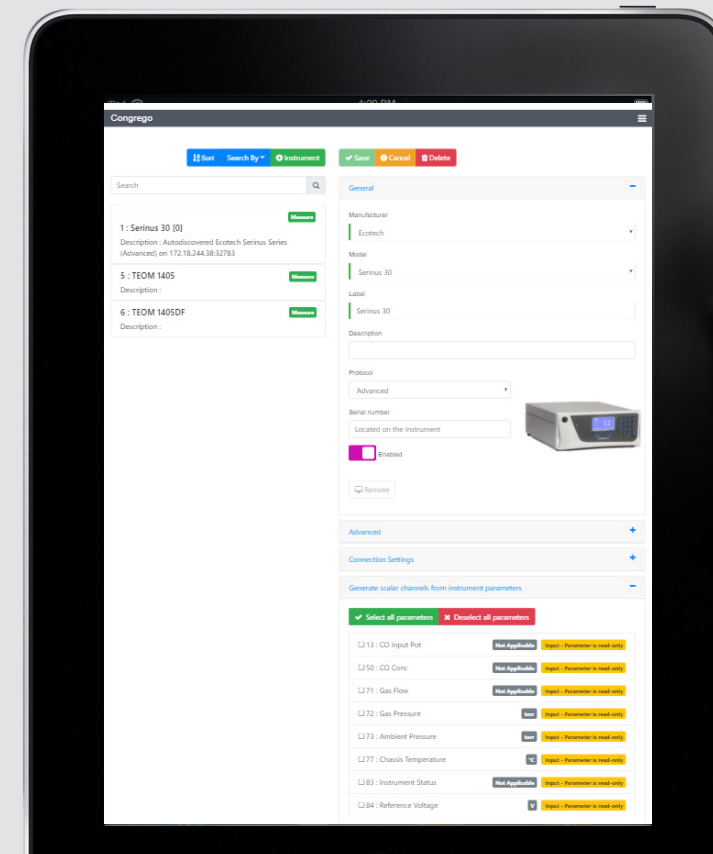 iPad
4:20 PM
Congrego
Sort Search By Instrument
Save Cancel Delete
Search
Measure
1 : Serinus 30 [0]
Description : Autodiscovered Ecotech Serinus Series
(Advanced) on 172.18.244.38:32783
5 : TEOM 1405 Measure
Description :
6 : TEOM 1405DF Measure
Description :
General
Manufacturer
Ecotech
Model
Serinus 30
Label
Serinus 30
Description
Protocol
Advanced
Serial number
Located on the Instrument
Enabled
Remote
Advanced
Connection Settings
Generate scalar channels from instrument parameters
Select all parameters Deselect all parameters
13 : CO Input Pot Not Applicable Input - Parameter is read-only
50 : CO Conc Not Applicable Input - Parameter is read-only
71 : Gas Flow Not Applicable Input - Parameter is read-only
72 : Gas Pressure torr Input - Parameter is read-only
73 : Ambient Pressure torr Input - Parameter is read-only
77 : Chassis Temperature °C Input - Parameter is read-only
83 : Instrument Status Not Applicable Input - Parameter is read-only
84 : Reference Voltage V Input - Parameter is read-only